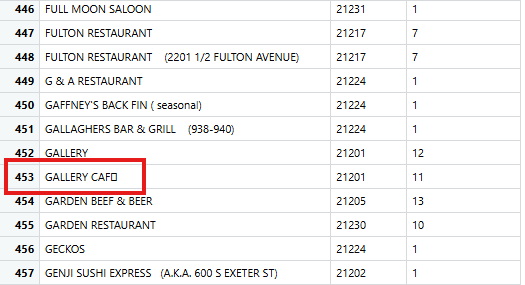 446 FULL MOON SALOON 21231 1
447 FULTON RESTAURANT 21217 7
448 FULTON RESTAURANT (2201 1/2 FULTON AVENUE) 21217 7
449 G & A RESTAURANT 21224 1
450 GAFFNEY'S BACK FIN ( seasonal) 21224 1
451 GALLAGHERS BAR & GRILL (938-940) 21224 1
452 GALLERY 21201 12
453 GALLERY CAF▯ 21201 11
454 GARDEN BEEF & BEER 21205 13
455 GARDEN RESTAURANT 21230 10
456 GECKOS 21224 1
457 GENJI SUSHI EXPRESS (A.K.A. 600 S EXETER ST) 21202 1